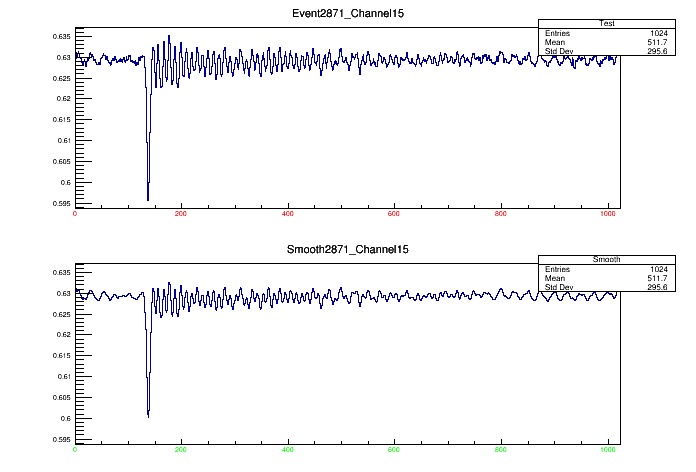 Event2871_Channel15
Test
Entries 1024
Mean 511.7
Std Dev 295.6
0.635
0.63
0.625
0.62
0.615
0.61
0.605
0.6
0.595
0 200 400 600 800 1000
Smooth2871_Channel15
Smooth
Entries 1024
Mean 511.7
Std Dev 295.6
0.635
0.63
0.625
0.62
0.615
0.61
0.605
0.6
0.595
0 200 400 600 800 1000